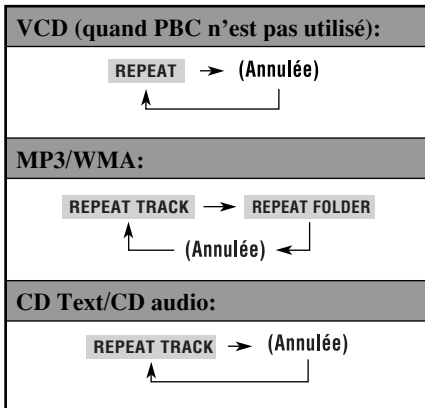 VCD (quand PBC n'est pas utilisé):
REPEAT → (Annulée)
MP3/WMA:
REPEAT TRACK → REPEAT FOLDER
(Annulée)
CD Text/CD audio:
REPEAT TRACK → (Annulée)